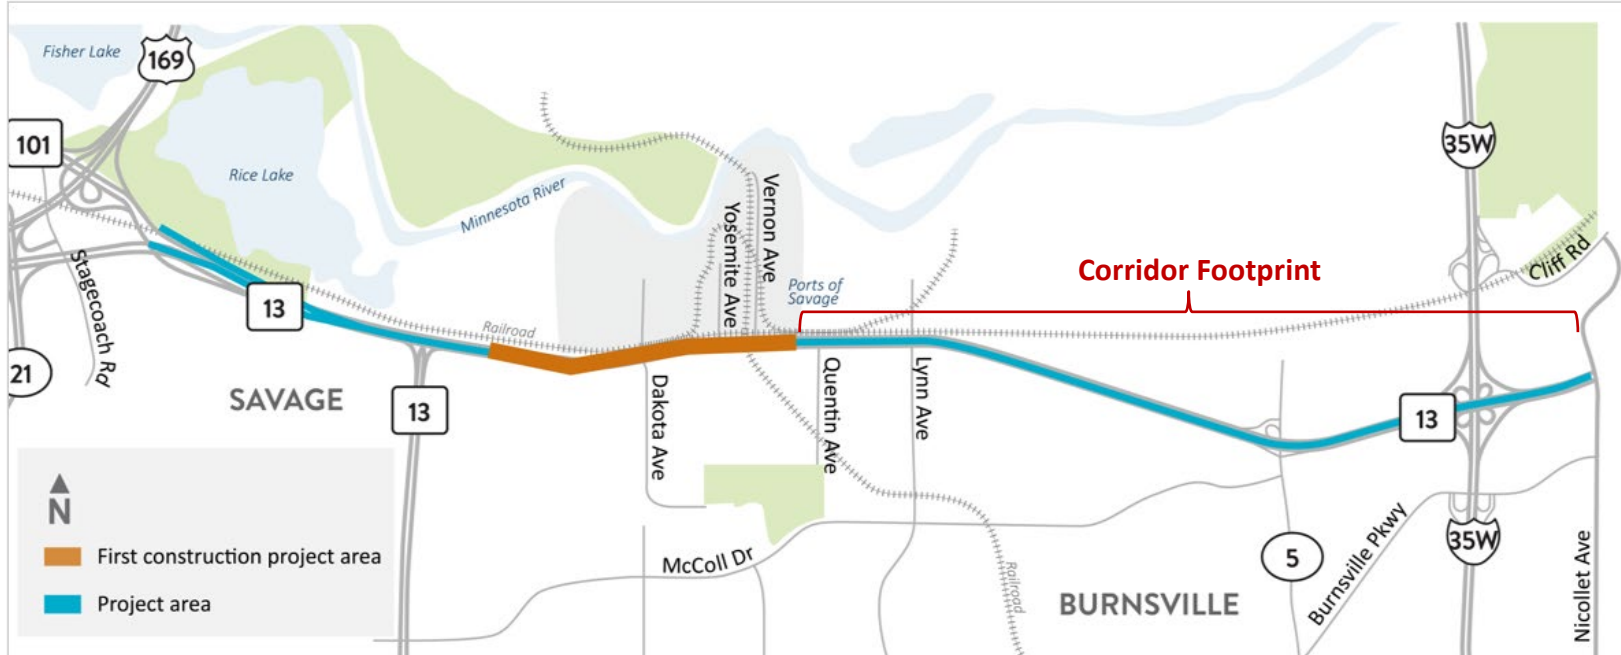 Fisher Lake
169
101
Rice Lake
Minnesota River
35W
Vernon Ave
Yosemite Ave
Stagecoach Rd
Cliff Rd
Corridor Footprint
Ports of
Savage
13
Railroad
21
SAVAGE
13
Dakota Ave
Quentin Ave
Lynn Ave
13
N
First construction project area
Project area
McColl Dr
Railroad
BURNSVILLE
5
Burnsville Pkwy
35W
Nicollet Ave